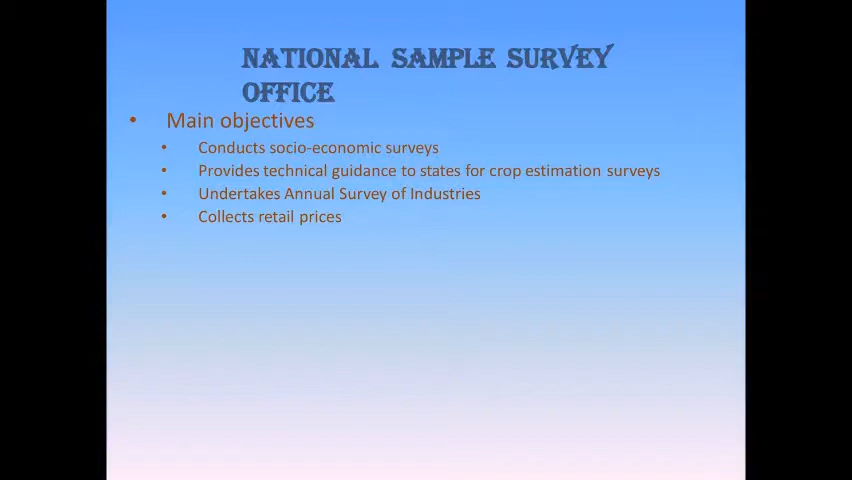 NATIONAL SAMPLE SURVEY
OFFICE
• Main objectives
• Conducts socio-economic surveys
• Provides technical guidance to states for crop estimation surveys
• Undertakes Annual Survey of Industries
• Collects retail prices